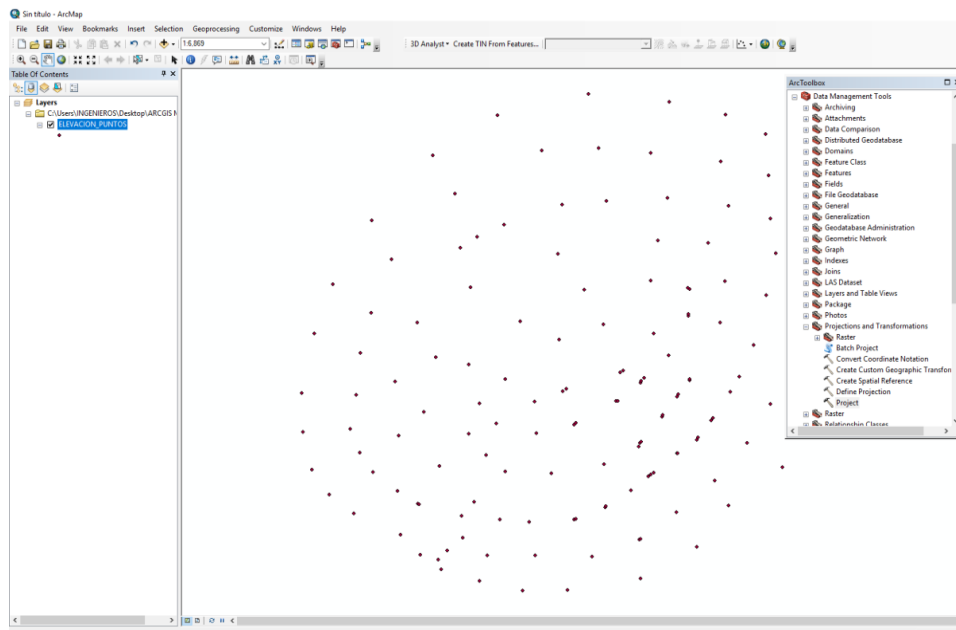 Sin título - ArcMap
File Edit View Bookmarks Insert Selection Geoprocessing Customize Windows Help
1:6,869
3D Analyst Create TIN From Features...
Table Of Contents
Layers
C:\Users\INGENIEROS\Desktop\ARCGIS N
ELEVACION_PUNTOS
ArcToolbox
Data Management Tools
Archiving
Attachments
Data Comparison
Distributed Geodatabase
Domains
Feature Class
Features
Fields
File Geodatabase
General
Generalization
Geodatabase Administration
Geometric Network
Graph
Indexes
Joins
LAS Dataset
Layers and Table Views
Package
Photos
Projections and Transformations
Raster
Batch Project
Convert Coordinate Notation
Create Custom Geographic Transfon
Create Spatial Reference
Define Projection
Project
Raster
Relationship Classes